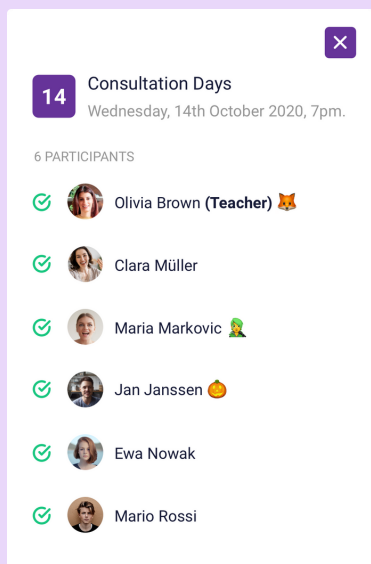 14
Consultation Days
Wednesday, 14th October 2020, 7pm.
6 PARTICIPANTS
Olivia Brown (Teacher) 🦊
Clara Müller
Maria Markovic 🧝‍♀️
Jan Janssen 🎃
Ewa Nowak
Mario Rossi